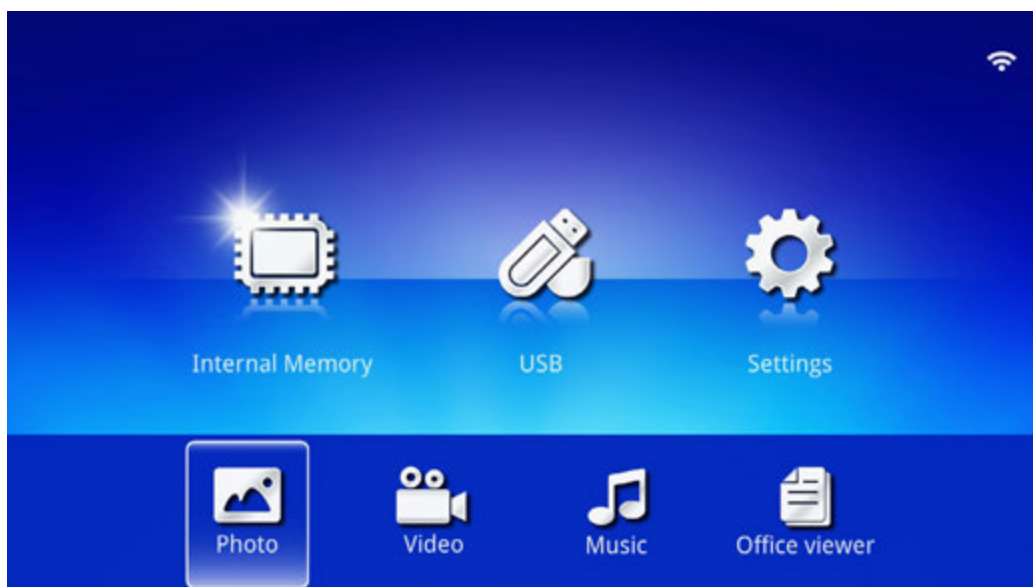 Internal Memory
USB
Settings
Photo
Video
Music
Office viewer